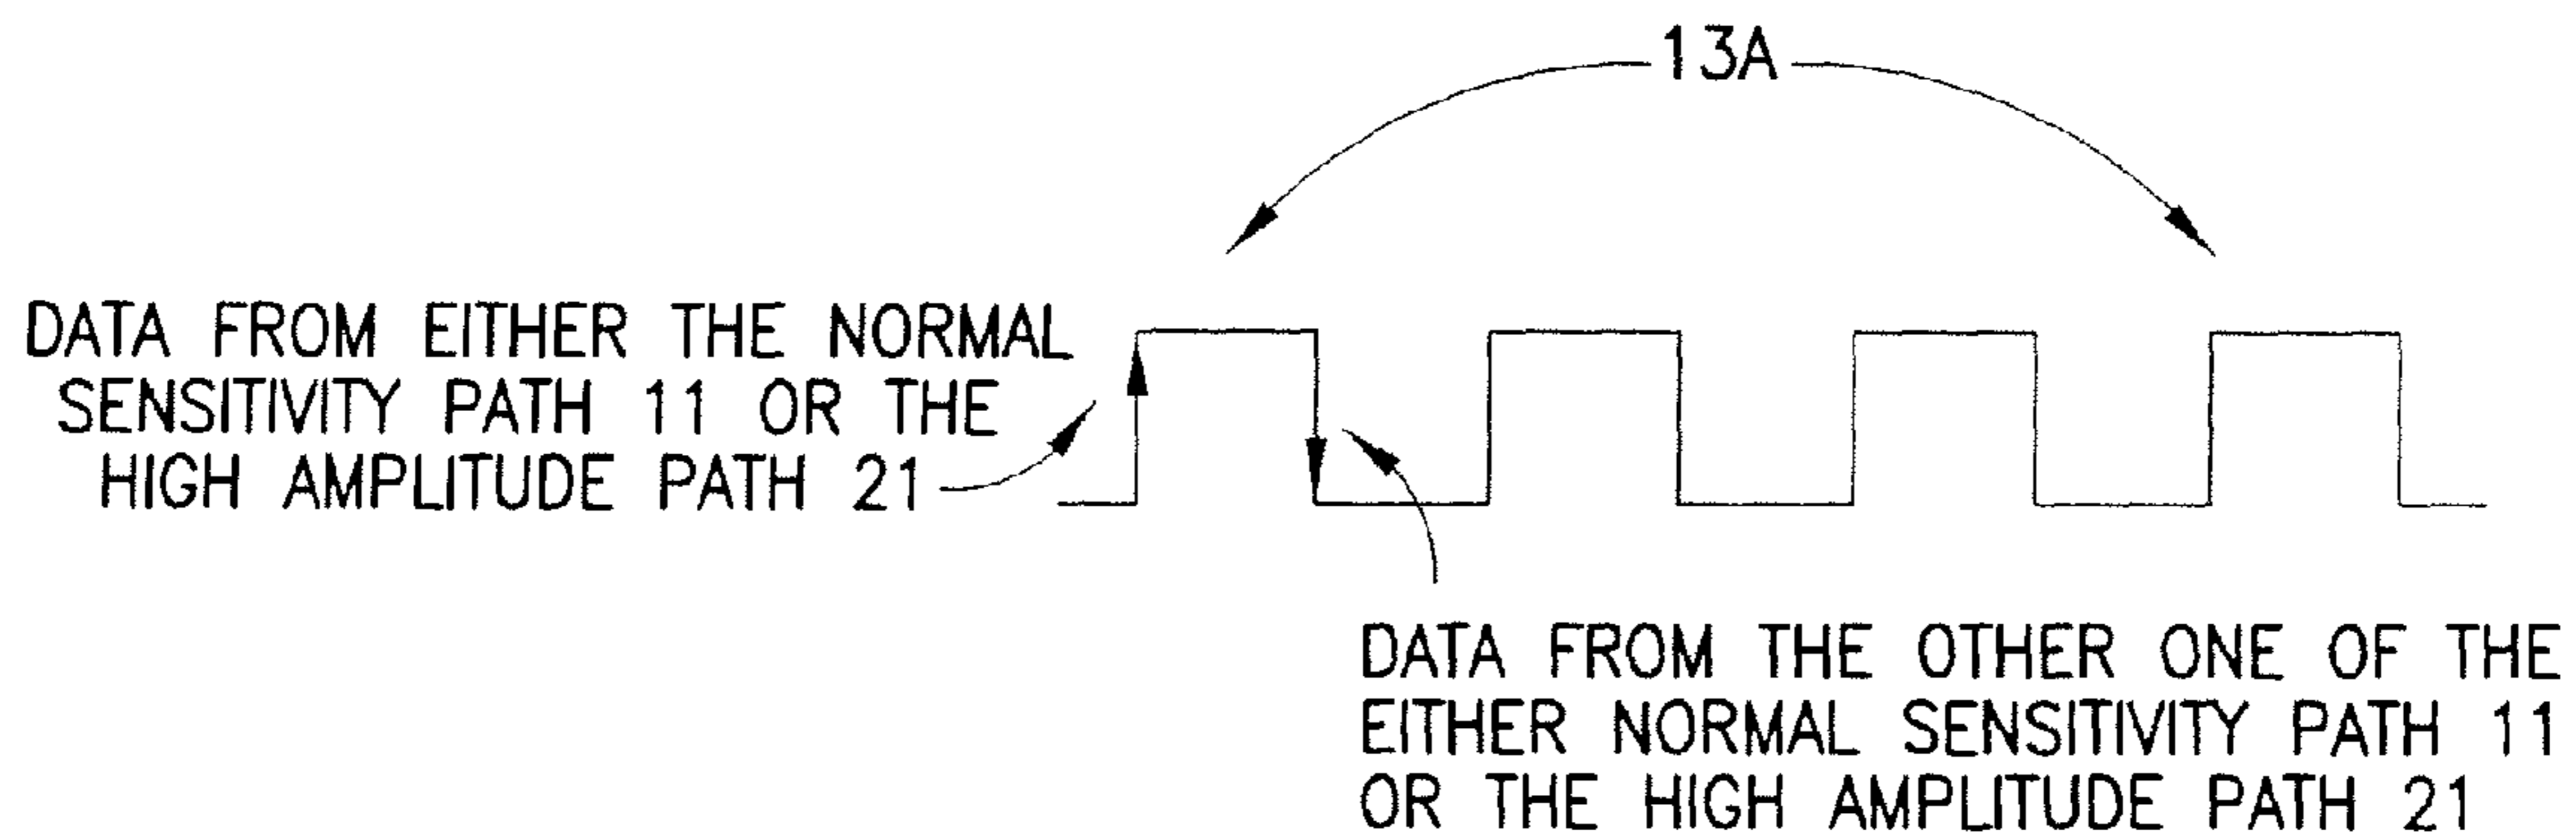 13A
DATA FROM EITHER THE NORMAL
SENSITIVITY PATH 11 OR THE
HIGH AMPLITUDE PATH 21
DATA FROM THE OTHER ONE OF THE
EITHER NORMAL SENSITIVITY PATH 11
OR THE HIGH AMPLITUDE PATH 21